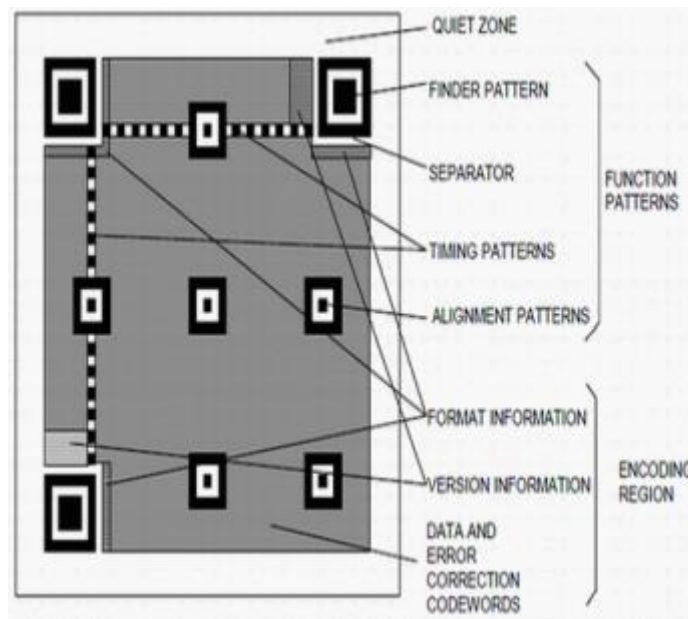 QUIET ZONE
FINDER PATTERN
SEPARATOR
FUNCTION
PATTERNS
TIMING PATTERNS
ALIGNMENT PATTERNS
FORMAT INFORMATION
VERSION INFORMATION
ENCODING
REGION
DATA AND
ERROR
CORRECTION
CODEWORDS